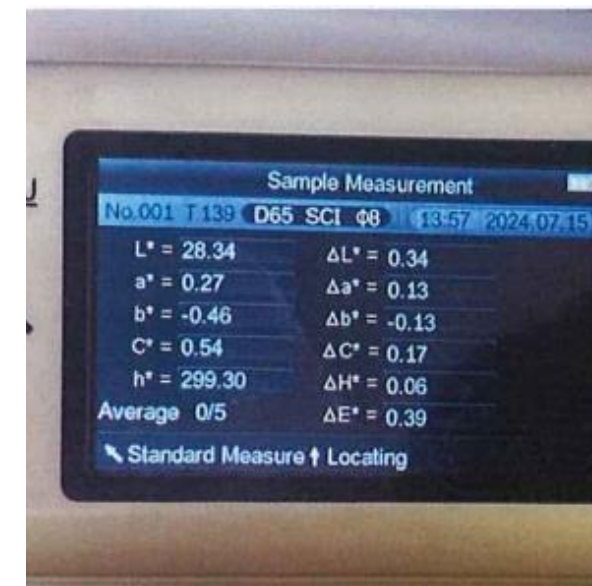 Sample Measurement
No.001 T139 D65 SCI Φ8 13:57 2024.07.15
L* = 28.34 ΔL* = 0.34
a* = 0.27 Δa* = 0.13
b* = -0.46 Δb* = -0.13
C* = 0.54 ΔC* = 0.17
h* = 299.30 ΔH* = 0.06
Average 0/5 ΔE* = 0.39
Standard Measure Locating